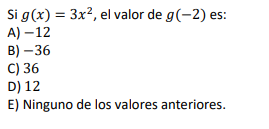 Si g(x) = 3x², el valor de g(−2) es:
A) −12
B) −36
C) 36
D) 12
E) Ninguno de los valores anteriores.